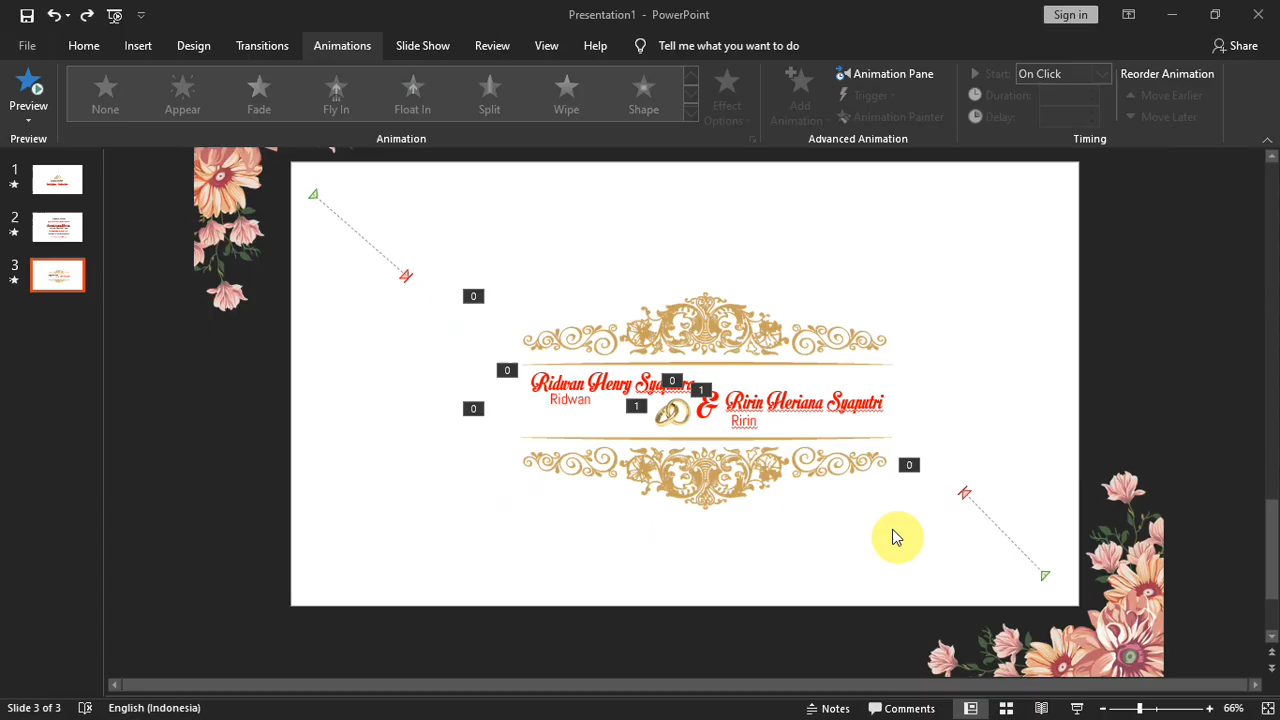 Presentation1 - PowerPoint
Sign in
File
Home
Insert
Design
Transitions
Animations
Slide Show
Review
View
Help
Tell me what you want to do
Share
Preview
None
Appear
Fade
Fly In
Float In
Split
Wipe
Shape
Effect
Options
Add
Animation
Animation Pane
Trigger
Animation Painter
Start:
On Click
Duration:
Delay:
Reorder Animation
Move Earlier
Move Later
Preview
Animation
Advanced Animation
Timing
1
2
3
0
0
0
0
1
1
0
Ridwan Henry Syaputra
Ridwan
&
Ririn Heriana Syaputri
Ririn
Slide 3 of 3
English (Indonesia)
Notes
Comments
66%